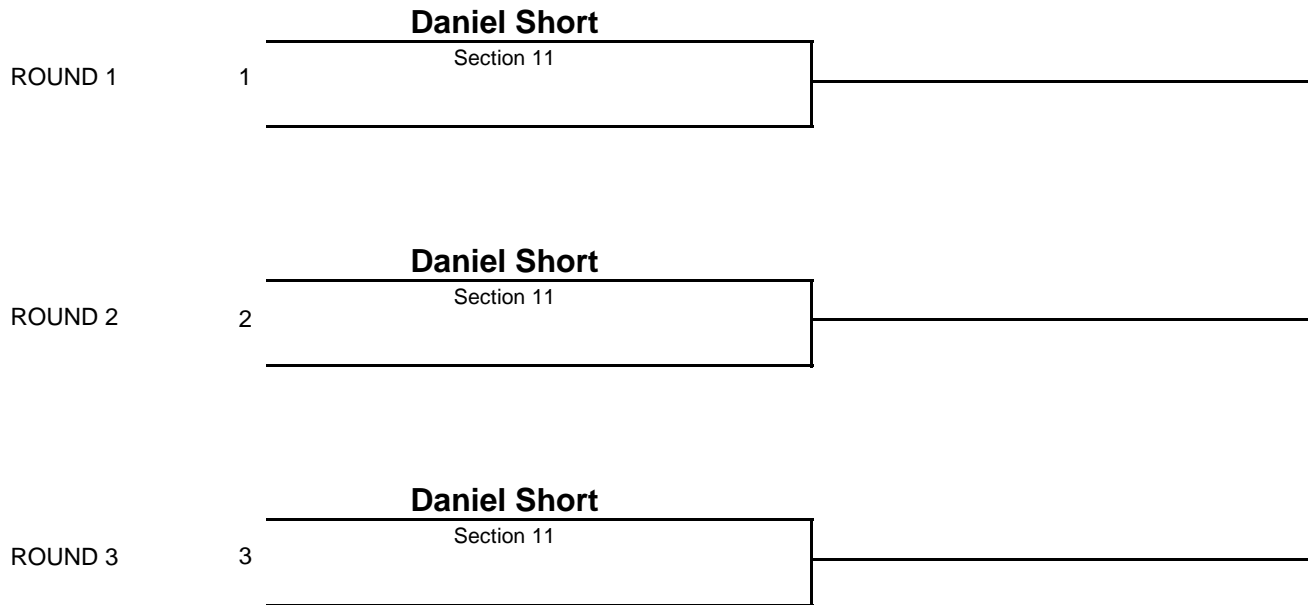 Daniel Short
Section 11
ROUND 1 1
Daniel Short
Section 11
ROUND 2 2
Daniel Short
Section 11
ROUND 3 3